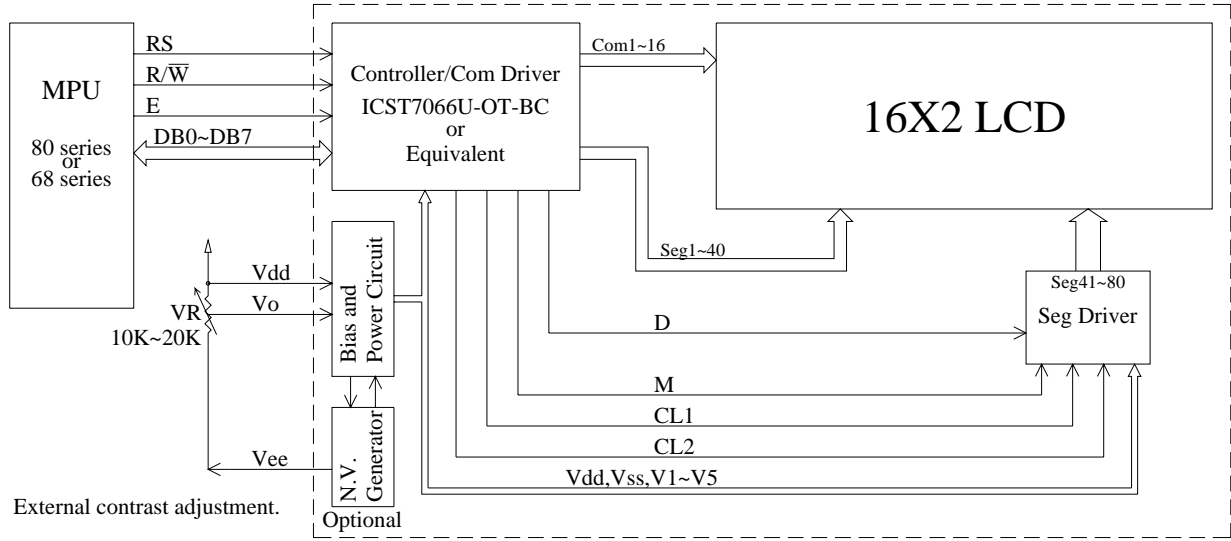 MPU
80 series
or
68 series
RS
R/W̅
E
DB0~DB7
Controller/Com Driver
ICST7066U-OT-BC
or
Equivalent
Com1~16
16X2 LCD
Seg1~40
Seg41~80
Seg Driver
Vdd
Vo
VR
10K~20K
Bias and
Power Circuit
D
M
CL1
CL2
Vdd,Vss,V1~V5
Vee
N.V.
Generator
Optional
External contrast adjustment.